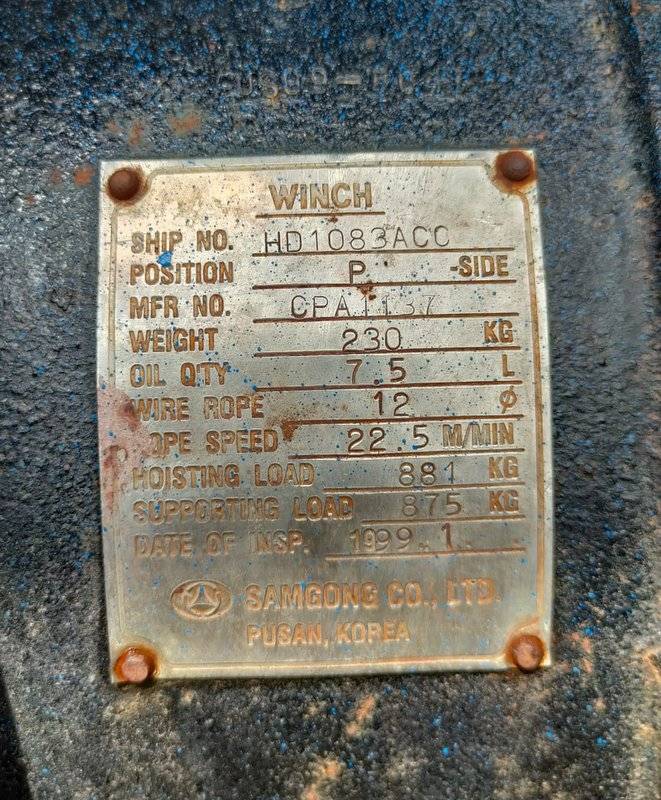 WINCH
SHIP NO. HD1083ACC
POSITION P -SIDE
MFR NO. CPA1137
WEIGHT 230 KG
OIL Q'TY 7.5 L
WIRE ROPE 12 Ø
ROPE SPEED 22.5 M/MIN
HOISTING LOAD 881 KG
SUPPORTING LOAD 875 KG
DATE OF INSP. 1999.1
SAMGONG CO., LTD.
PUSAN, KOREA